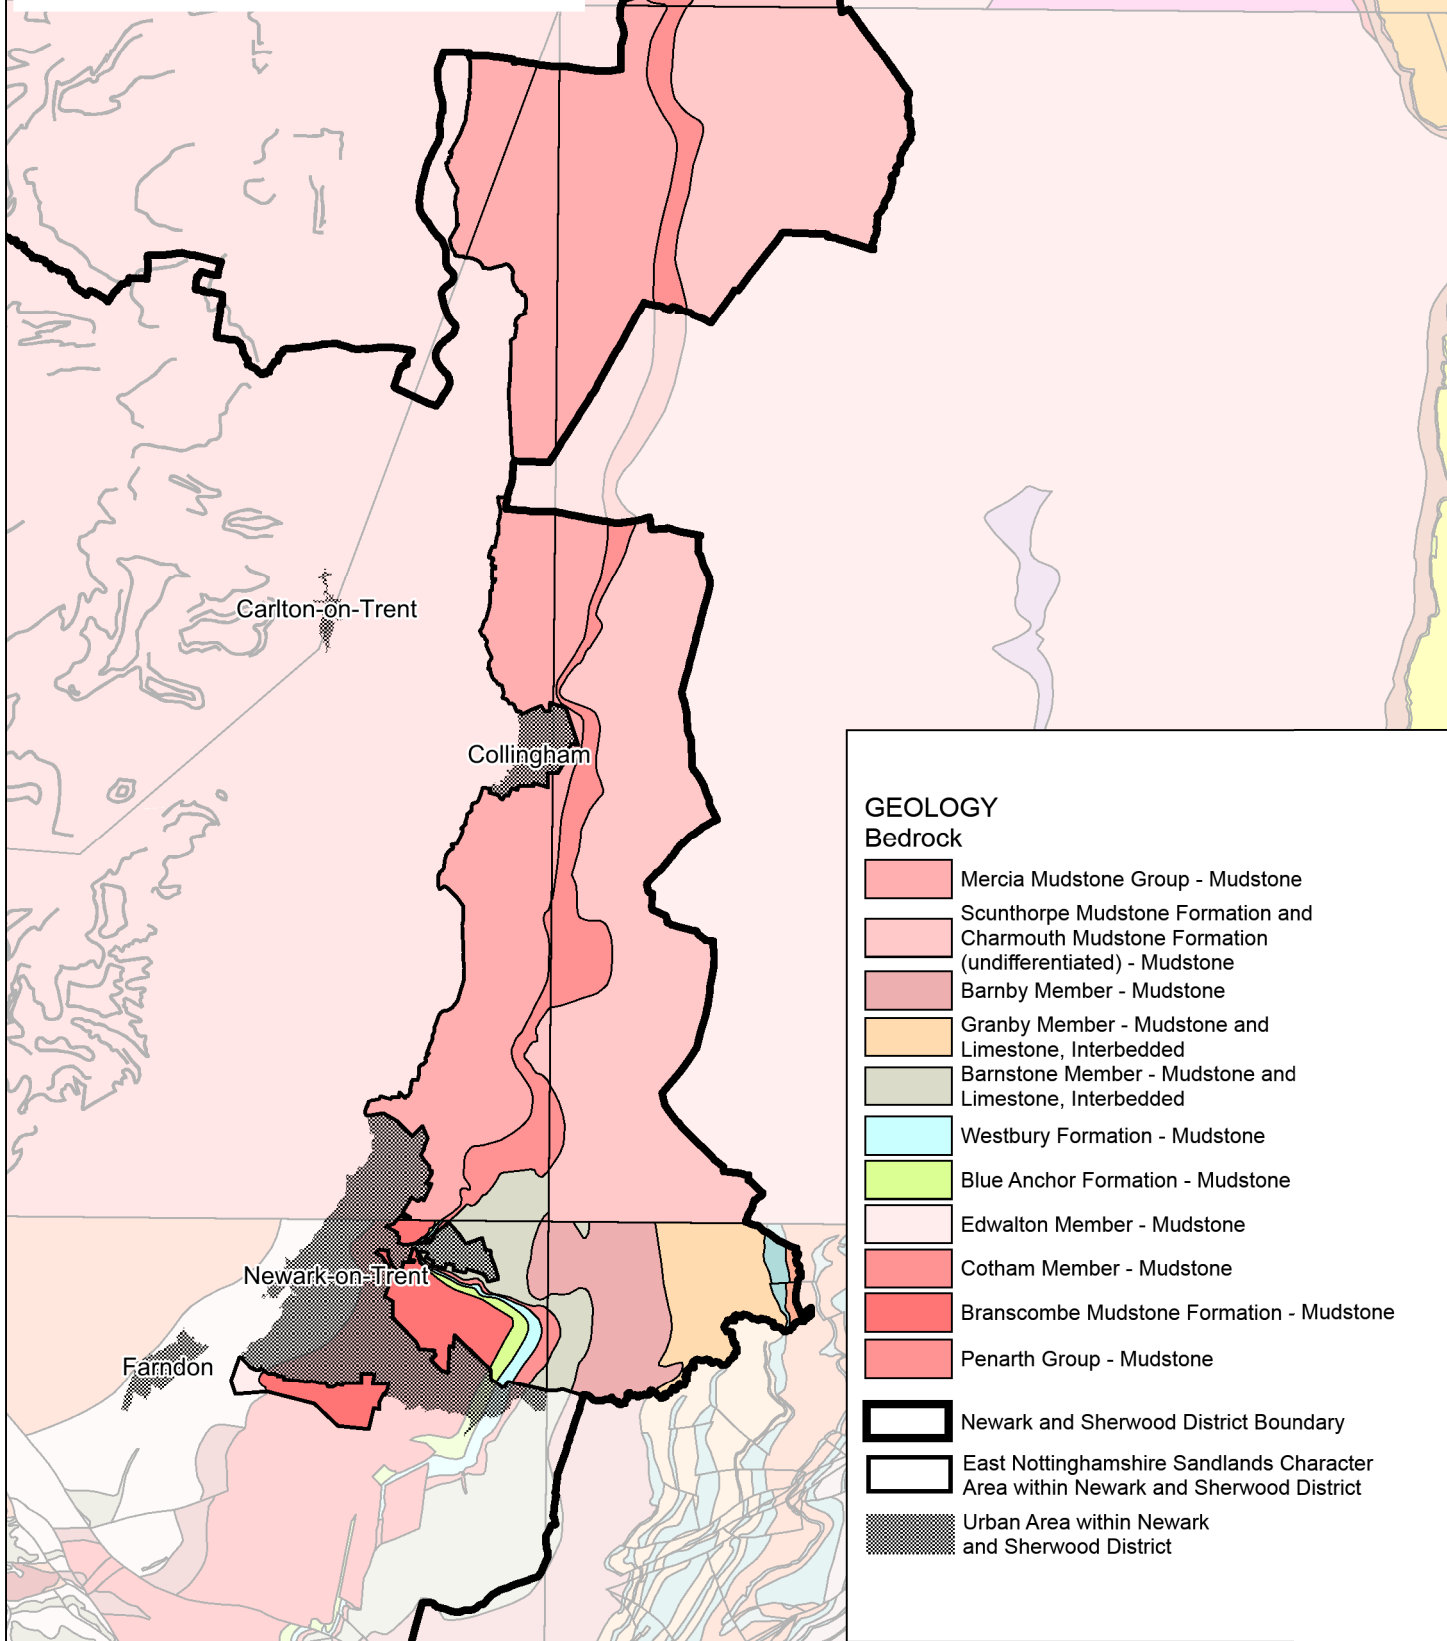 Carlton-on-Trent
Collingham
Newark-on-Trent
Farndon
GEOLOGY
Bedrock
Mercia Mudstone Group - Mudstone
Scunthorpe Mudstone Formation and
Charmouth Mudstone Formation
(undifferentiated) - Mudstone
Barnby Member - Mudstone
Granby Member - Mudstone and
Limestone, Interbedded
Barnstone Member - Mudstone and
Limestone, Interbedded
Westbury Formation - Mudstone
Blue Anchor Formation - Mudstone
Edwalton Member - Mudstone
Cotham Member - Mudstone
Branscombe Mudstone Formation - Mudstone
Penarth Group - Mudstone
Newark and Sherwood District Boundary
East Nottinghamshire Sandlands Character
Area within Newark and Sherwood District
Urban Area within Newark
and Sherwood District